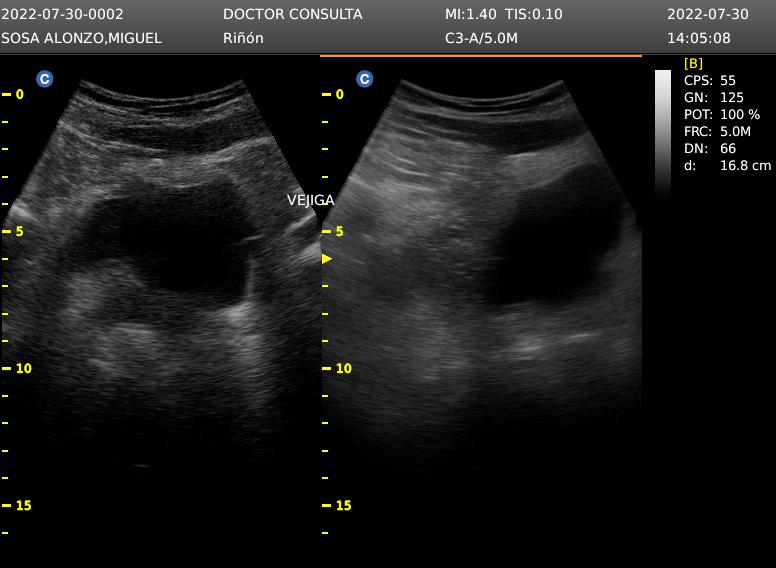 2022-07-30-0002 DOCTOR CONSULTA MI:1.40 TIS:0.10 2022-07-30
SOSA ALONZO,MIGUEL Riñón C3-A/5.0M 14:05:08
[B]
C C
CPS: 55
0 0
GN: 125
POT: 100 %
FRC: 5.0M
DN: 66
d: 16.8 cm
VEJIGA
5 5
10 10
15 15